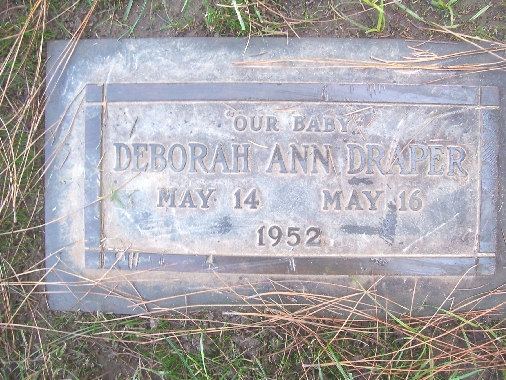 "OUR BABY"
DEBORAH ANN DRAPER
MAY 14 MAY 16
1952